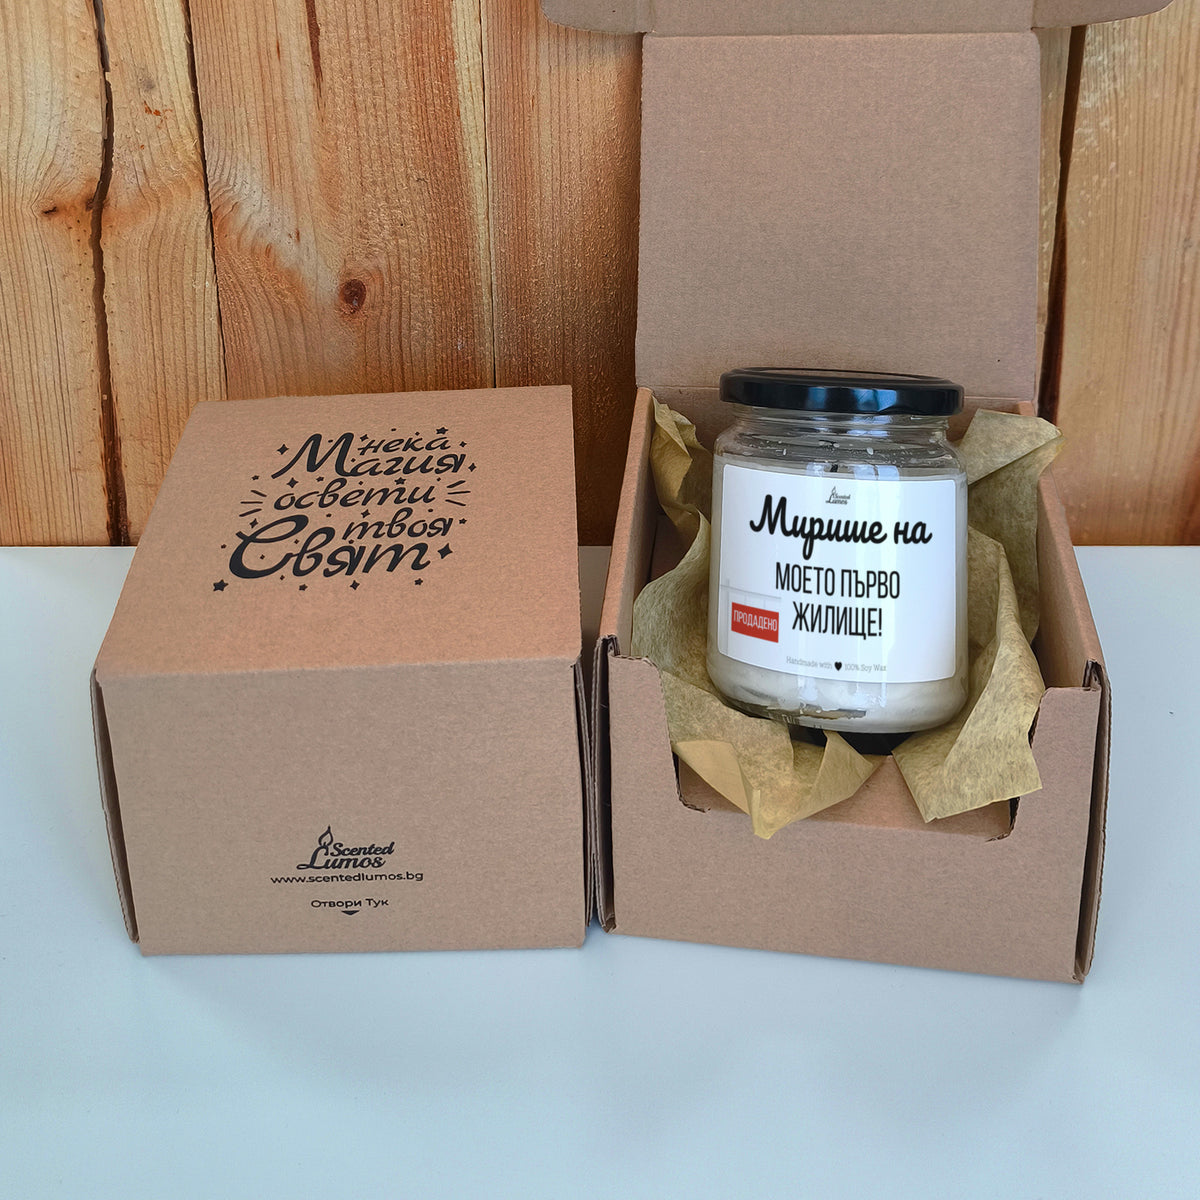 нека
Магия
освети
твоя
Свят
Scented
Lumos
www.scentedlumos.bg
Отвори Тук
Scented
Lumos
Мирише на
МОЕТО ПЪРВО
ЖИЛИЩЕ!
ПРОДАДЕНО
Handmade with 🖤 100% Soy Wax